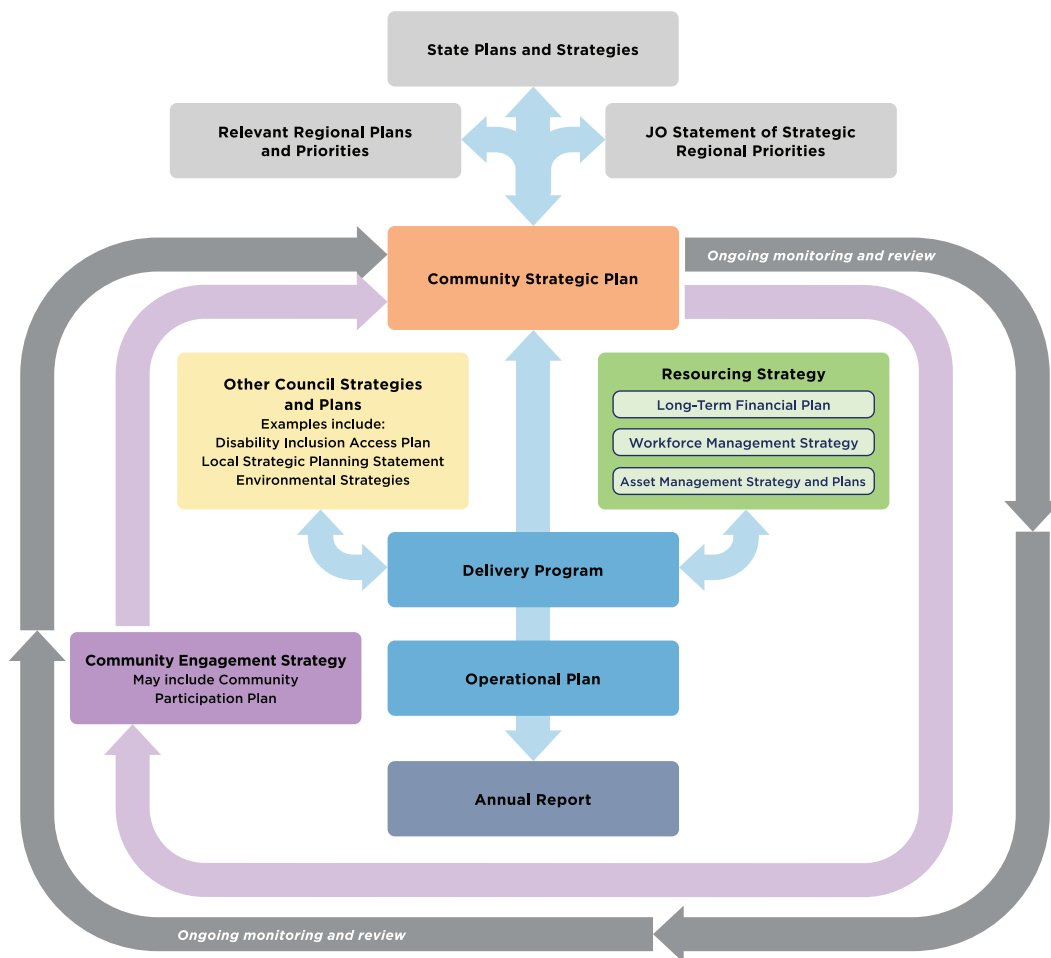 State Plans and Strategies
Relevant Regional Plans
and Priorities
JO Statement of Strategic
Regional Priorities
Community Strategic Plan
Ongoing monitoring and review
Other Council Strategies
and Plans
Examples include:
Disability Inclusion Access Plan
Local Strategic Planning Statement
Environmental Strategies
Resourcing Strategy
Long-Term Financial Plan
Workforce Management Strategy
Asset Management Strategy and Plans
Delivery Program
Community Engagement Strategy
May include Community
Participation Plan
Operational Plan
Annual Report
Ongoing monitoring and review